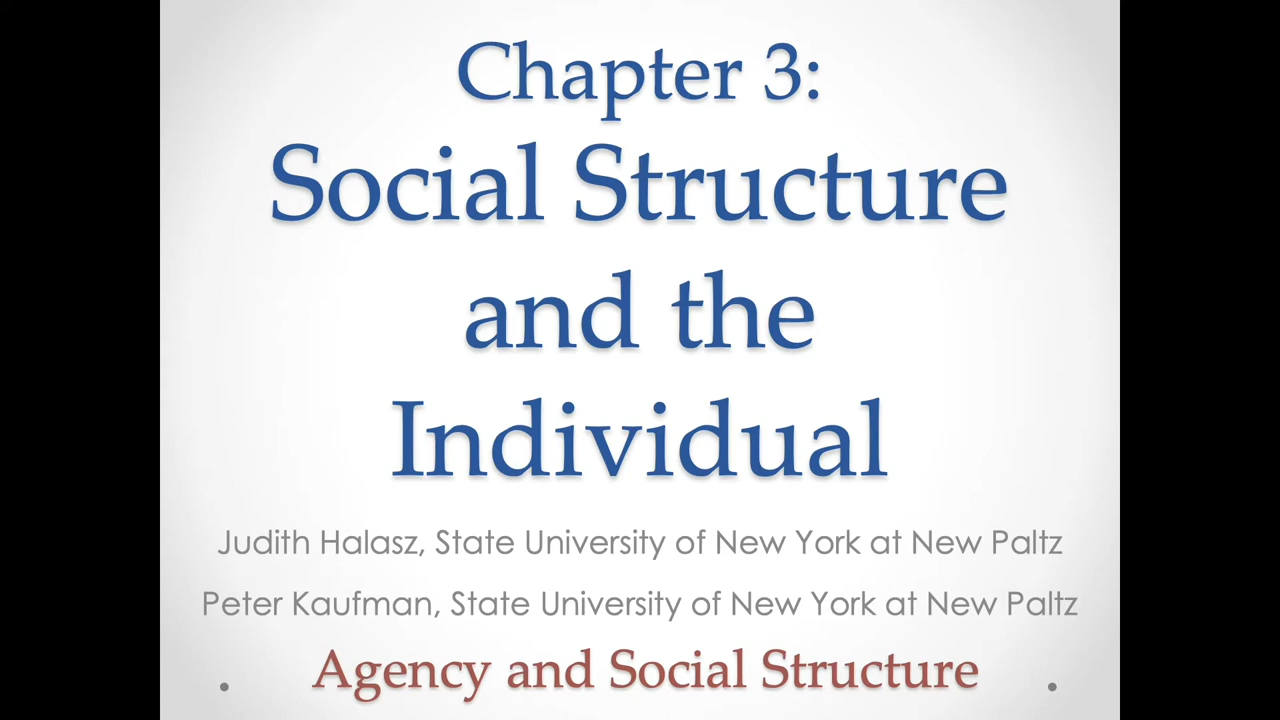 Chapter 3:
Social Structure
and the
Individual
Judith Halasz, State University of New York at New Paltz
Peter Kaufman, State University of New York at New Paltz
Agency and Social Structure